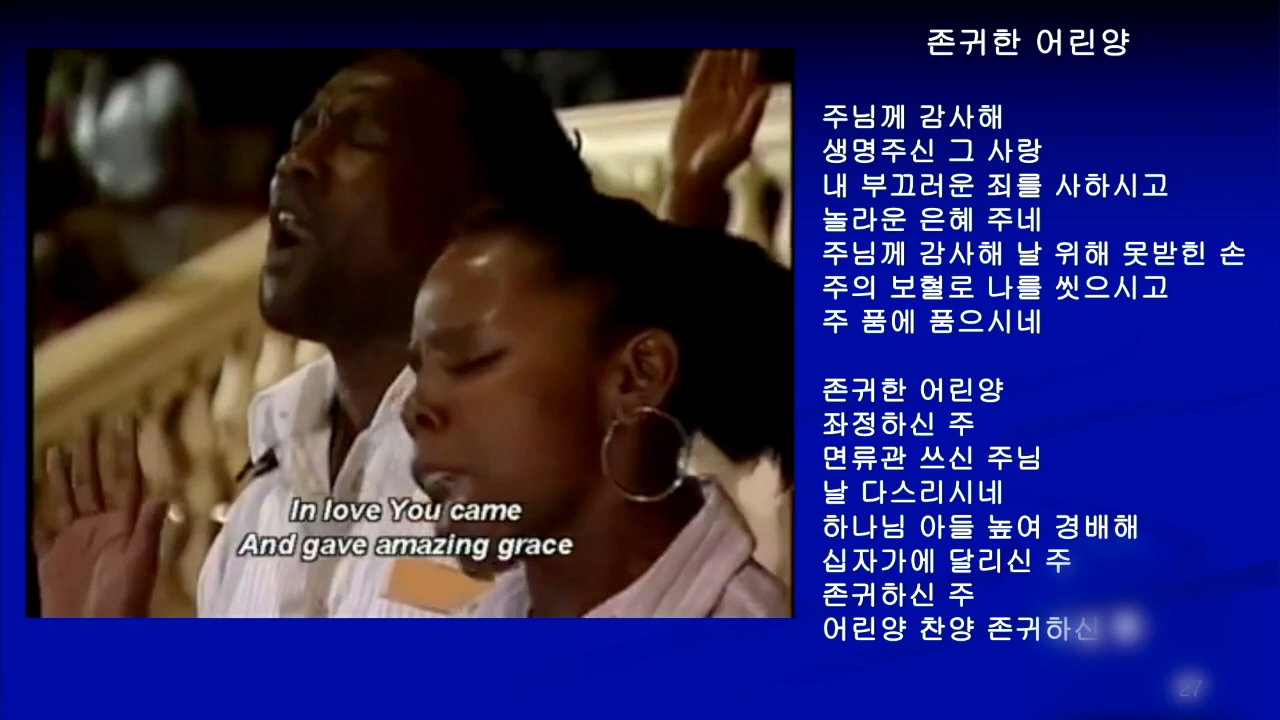 존귀한 어린양
주님께 감사해
생명주신 그 사랑
내 부끄러운 죄를 사하시고
놀라운 은혜 주네
주님께 감사해 날 위해 못받힌 손
주의 보혈로 나를 씻으시고
주 품에 품으시네
존귀한 어린양
좌정하신 주
면류관 쓰신 주님
날 다스리시네
하나님 아들 높여 경배해
십자가에 달리신 주
존귀하신 주
어린양 찬양 존귀하신
In love You came
And gave amazing grace
27